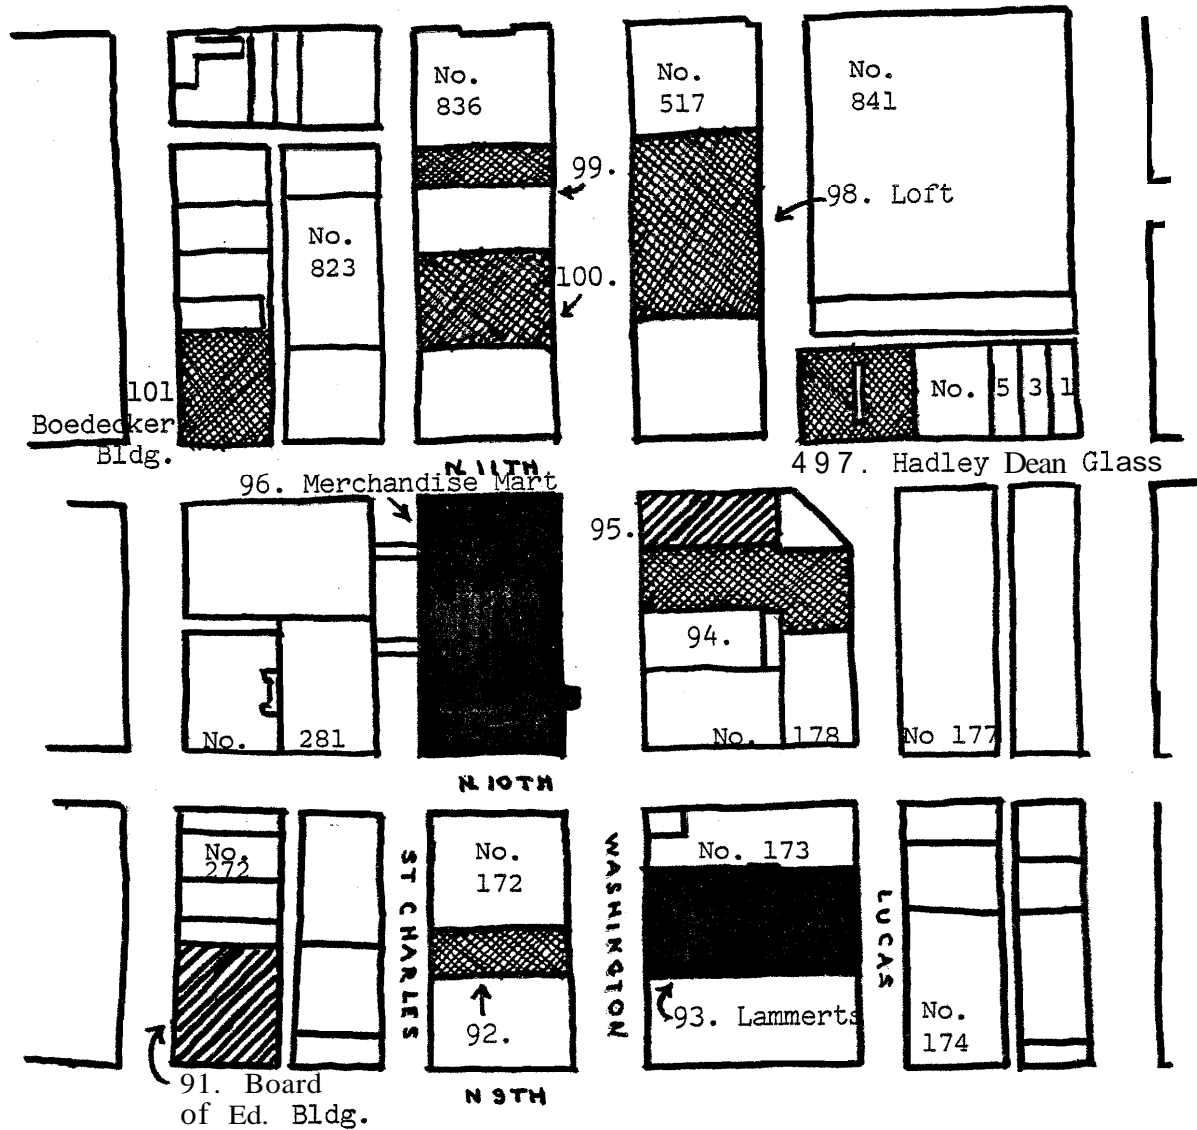 No.
836
No.
517
No.
841
99.
98. Loft
No.
823
100.
101
Boedecker
Bldg.
No. 5 3 1
N. 11TH
497. Hadley Dean Glass
96. Merchandise Mart
95.
94.
No. 281
No. 178
No 177
N. 10TH
No.
272
ST CHARLES
No.
172
WASHINGTON
No. 173
LUCAS
92.
93. Lammerts
No.
174
91. Board
of Ed. Bldg.
N 9TH